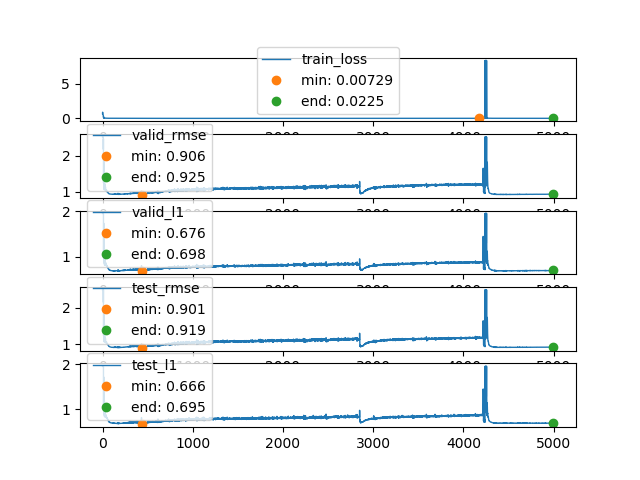 train_loss
min: 0.00729
end: 0.0225
5
0
valid_rmse
min: 0.906
end: 0.925
2
1
valid_l1
min: 0.676
end: 0.698
2
1
test_rmse
min: 0.901
end: 0.919
2
1
test_l1
min: 0.666
end: 0.695
2
1
0 1000 2000 3000 4000 5000